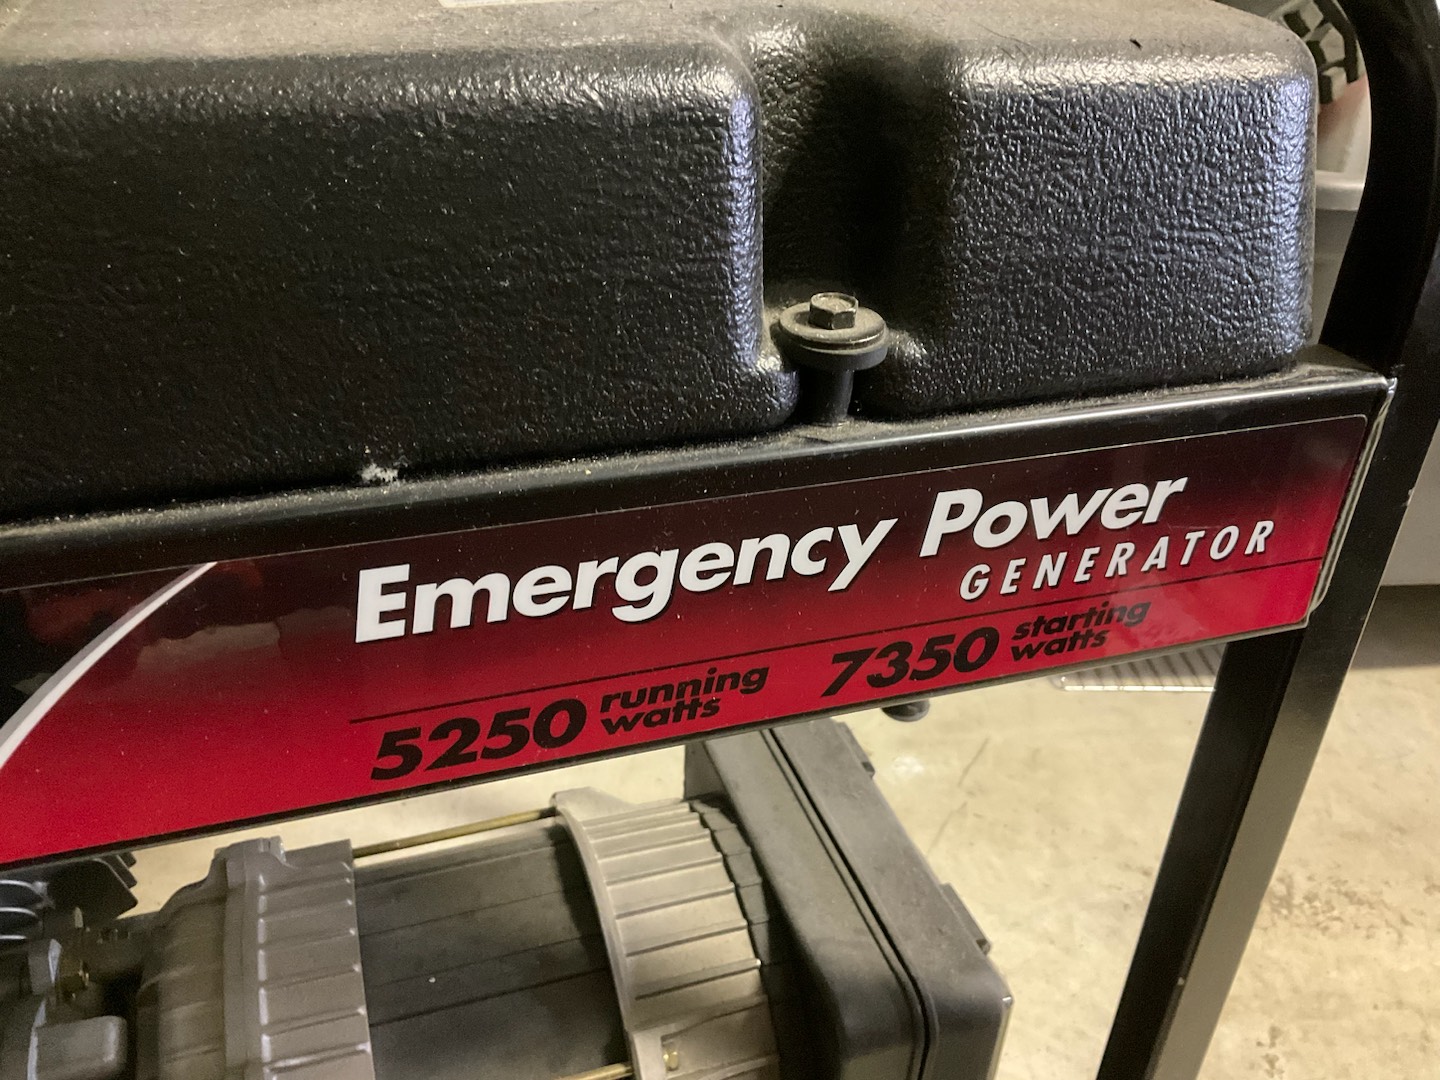 Emergency Power
GENERATOR
5250 running watts
7350 starting watts